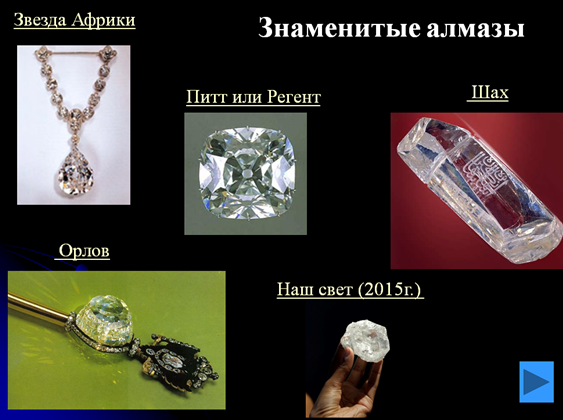 Звезда Африки
Знаменитые алмазы
Питт или Регент
Шах
Орлов
Наш свет (2015г.)